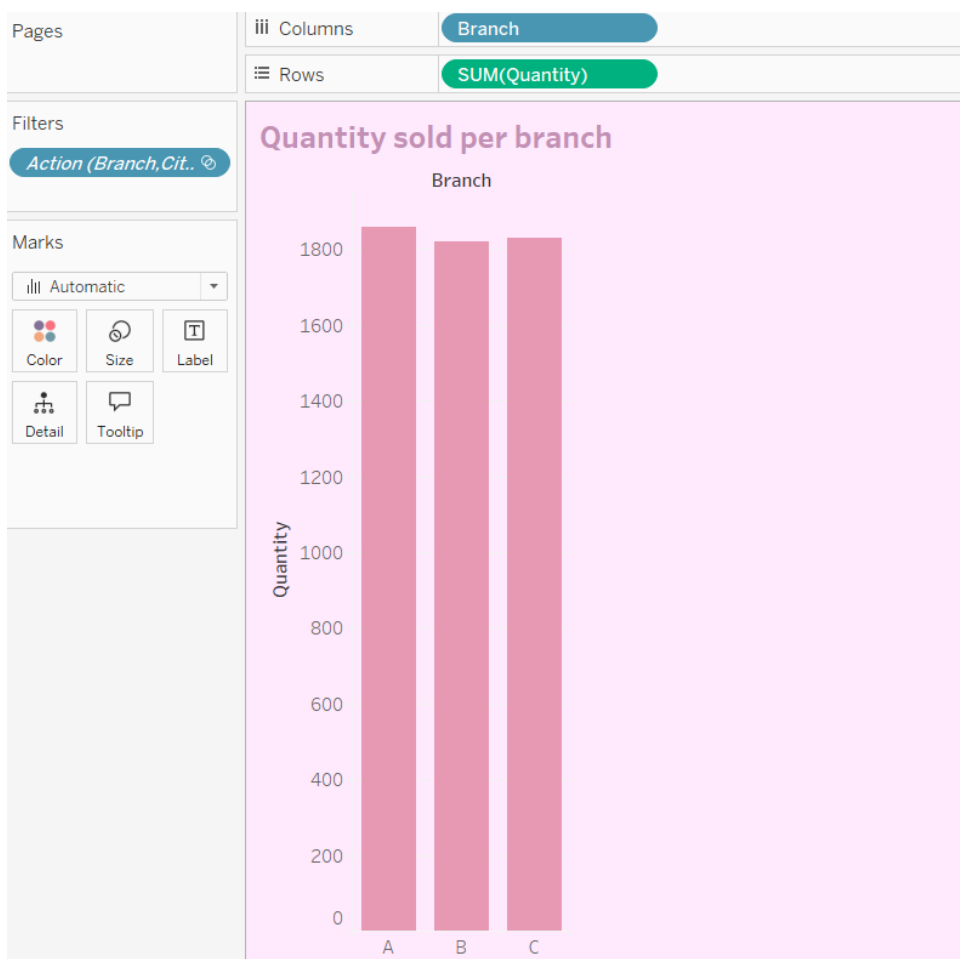 Pages
Columns
Branch
Rows
SUM(Quantity)
Filters
Action (Branch,Cit..
Marks
Automatic
Color
Size
T
Label
Detail
Tooltip
Quantity sold per branch
Branch
Quantity
1800
1600
1400
1200
1000
800
600
400
200
0
A B C